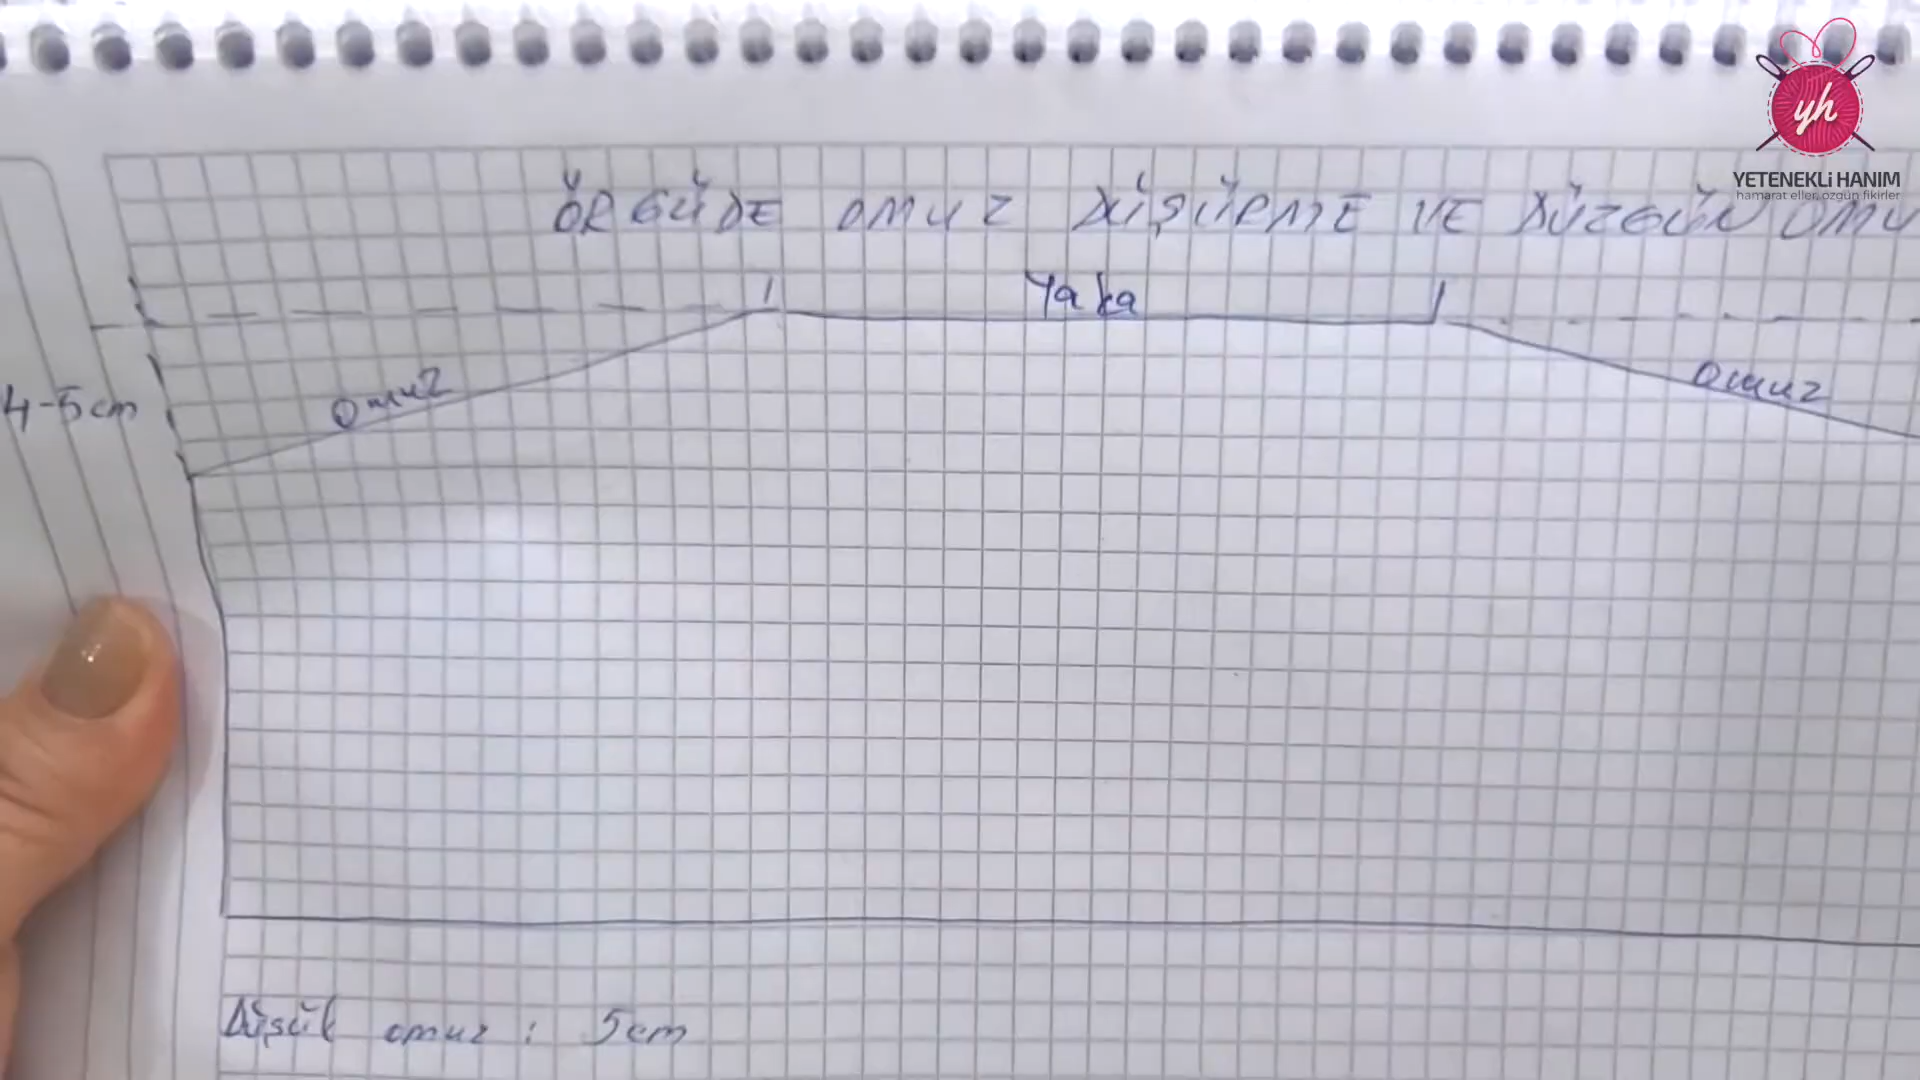 yh
YETENEKLİ HANIM
hamarat eller, özgün fikirler
ÖRGÜDE OMUZ DÜŞÜRME VE DÜZGÜN OMU
Yaka
Omuz
Omuz
4-5cm
Düşük omuz : 5cm